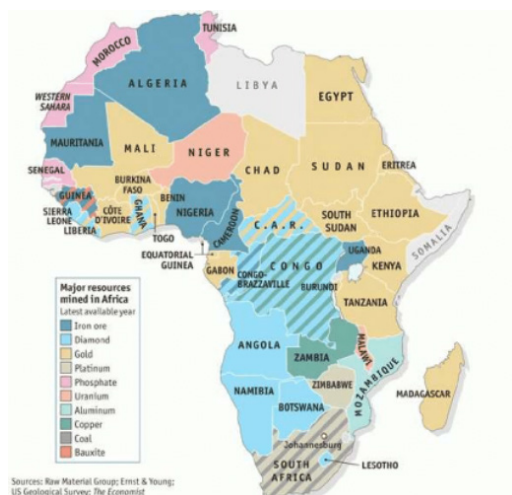 TUNISIA
MOROCCO
ALGERIA
LIBYA
EGYPT
WESTERN
SAHARA
MAURITANIA
MALI
NIGER
CHAD
SUDAN
ERITREA
SENEGAL
BURKINA
FASO
GUINEA
BENIN
NIGERIA
SIERRA
LEONE
CÔTE
D'IVOIRE
GHANA
LIBERIA
TOGO
CAMEROON
C.A.R.
SOUTH
SUDAN
ETHIOPIA
SOMALIA
EQUATORIAL
GUINEA
GABON
CONGO-
BRAZZAVILLE
CONGO
UGANDA
KENYA
BURUNDI
TANZANIA
Major resources
mined in Africa
Latest available year
Iron ore
Diamond
Gold
Platinum
Phosphate
Uranium
Aluminum
Copper
Coal
Bauxite
ANGOLA
ZAMBIA
MALAWI
MOZAMBIQUE
ZIMBABWE
MADAGASCAR
NAMIBIA
BOTSWANA
Johannesburg
SOUTH
AFRICA
LESOTHO
Sources: Raw Material Group; Ernst & Young;
US Geological Survey; The Economist